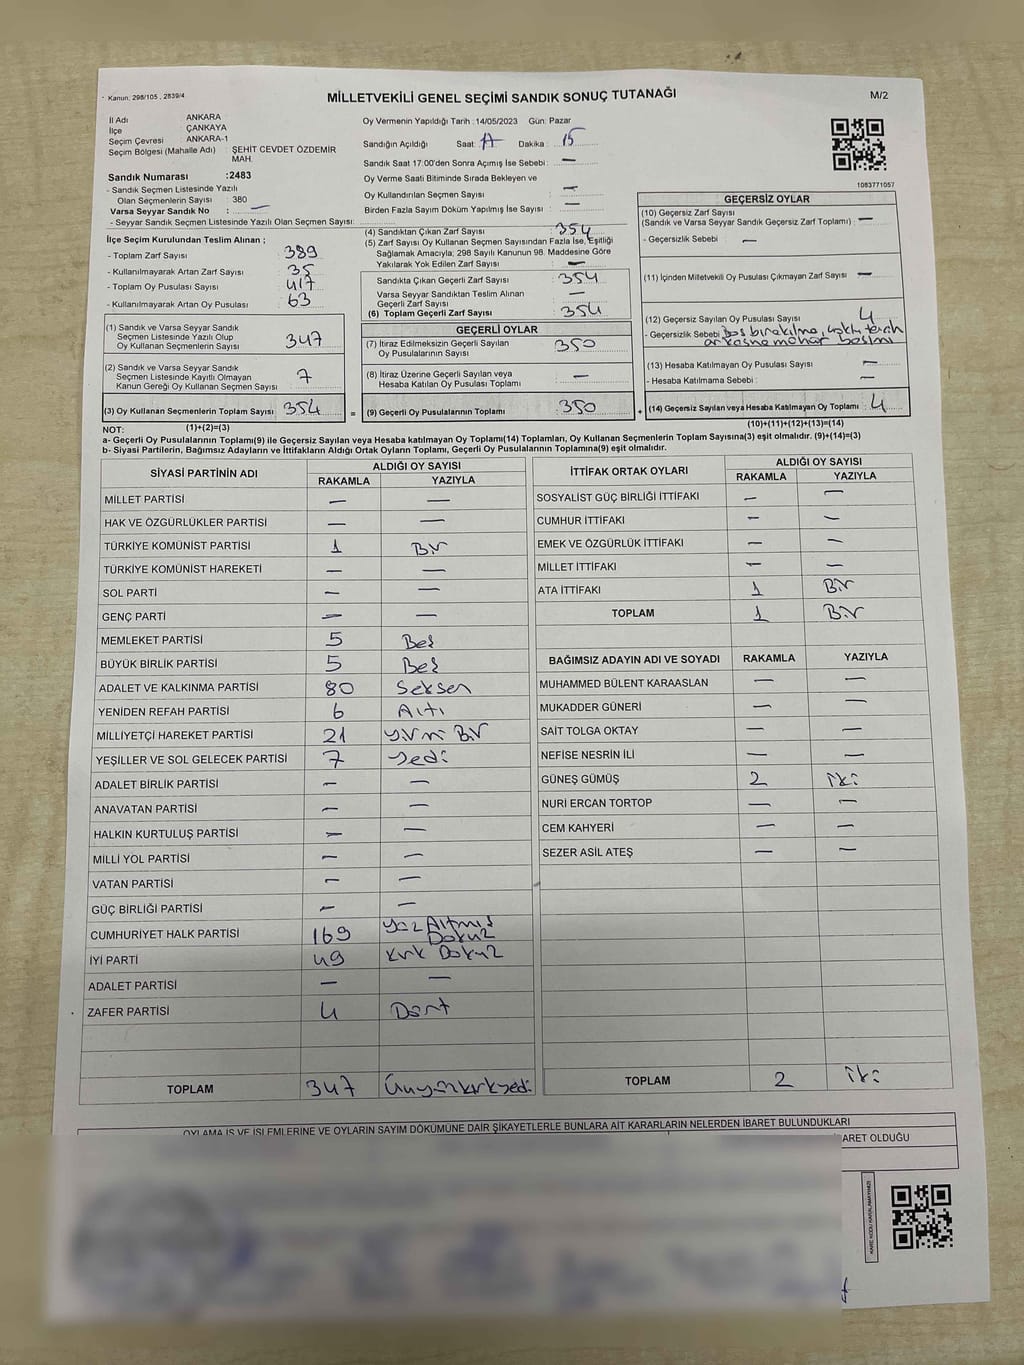 Kanun, 298/105 , 2839/4
MİLLETVEKİLİ GENEL SEÇİMİ SANDIK SONUÇ TUTANAĞI
M/2
İl Adı ANKARA
İlçe ÇANKAYA
Seçim Çevresi ANKARA-1
Seçim Bölgesi (Mahalle Adı) : ŞEHİT CEVDET ÖZDEMİR
MAH.
Sandık Numarası :2483
- Sandık Seçmen Listesinde Yazılı
Olan Seçmenlerin Sayısı : 380
Varsa Seyyar Sandık No : —
- Seyyar Sandık Seçmen Listesinde Yazılı Olan Seçmen Sayısı:
Oy Vermenin Yapıldığı Tarih : 14/05/2023 Gün: Pazar
Sandığın Açıldığı Saat: 17 Dakika : 15
Sandık Saat 17:00'den Sonra Açımış İse Sebebi : —
Oy Verme Saati Bitiminde Sırada Bekleyen ve
Oy Kullandırılan Seçmen Sayısı —
Birden Fazla Sayım Döküm Yapılmış İse Sayısı : —
1083771057
İlçe Seçim Kurulundan Teslim Alınan ;
- Toplam Zarf Sayısı : 389
- Kullanılmayarak Artan Zarf Sayısı : 35
- Toplam Oy Pusulası Sayısı : 417
- Kullanılmayarak Artan Oy Pusulası : 63
(1) Sandık ve Varsa Seyyar Sandık
Seçmen Listesinde Yazılı Olup
Oy Kullanan Seçmenlerin Sayısı : 347
(2) Sandık ve Varsa Seyyar Sandık
Seçmen Listesinde Kayıtlı Olmayan
Kanun Gereği Oy Kullanan Seçmen Sayısı : 7
(3) Oy Kullanan Seçmenlerin Toplam Sayısı : 354
(4) Sandıktan Çıkan Zarf Sayısı : 354
(5) Zarf Sayısı Oy Kullanan Seçmen Sayısından Fazla İse, Eşitliği
Sağlamak Amacıyla; 298 Sayılı Kanunun 98. Maddesine Göre
Yakılarak Yok Edilen Zarf Sayısı : —
Sandıkta Çıkan Geçerli Zarf Sayısı : 354
Varsa Seyyar Sandıktan Teslim Alınan
Geçerli Zarf Sayısı : —
(6) Toplam Geçerli Zarf Sayısı : 354
GEÇERLİ OYLAR
(7) İtiraz Edilmeksizin Geçerli Sayılan
Oy Pusulalarının Sayısı : 350
(8) İtiraz Üzerine Geçerli Sayılan veya
Hesaba Katılan Oy Pusulası Toplamı : —
= (9) Geçerli Oy Pusulalarının Toplamı : 350
GEÇERSİZ OYLAR
(10) Geçersiz Zarf Sayısı
(Sandık ve Varsa Seyyar Sandık Geçersiz Zarf Toplamı) : —
- Geçersizlik Sebebi : —
(11) İçinden Milletvekili Oy Pusulası Çıkmayan Zarf Sayısı : —
(12) Geçersiz Sayılan Oy Pusulası Sayısı : 4
- Geçersizlik Sebebi : boş bırakılma, tercih
arkasına mühür basımı
(13) Hesaba Katılmayan Oy Pusulası Sayısı : —
- Hesaba Katılmama Sebebi : —
+ (14) Geçersiz Sayılan veya Hesaba Katılmayan Oy Toplamı : 4
NOT: (1)+(2)=(3)
(10)+(11)+(12)+(13)=(14)
a- Geçerli Oy Pusulalarının Toplamı(9) ile Geçersiz Sayılan veya Hesaba katılmayan Oy Toplamı(14) Toplamları, Oy Kullanan Seçmenlerin Toplam Sayısına(3) eşit olmalıdır. (9)+(14)=(3)
b- Siyasi Partilerin, Bağımsız Adayların ve İttifakların Aldığı Ortak Oyların Toplamı, Geçerli Oy Pusulalarının Toplamına(9) eşit olmalıdır.
SİYASİ PARTİNİN ADI ALDIĞI OY SAYISI
RAKAMLA YAZIYLA
MİLLET PARTİSİ — —
HAK VE ÖZGÜRLÜKLER PARTİSİ — —
TÜRKİYE KOMÜNİST PARTİSİ 1 Bir
TÜRKİYE KOMÜNİST HAREKETİ — —
SOL PARTİ — —
GENÇ PARTİ — —
MEMLEKET PARTİSİ 5 Beş
BÜYÜK BİRLİK PARTİSİ 5 Beş
ADALET VE KALKINMA PARTİSİ 80 Seksen
YENİDEN REFAH PARTİSİ 6 Altı
MİLLİYETÇİ HAREKET PARTİSİ 21 Yirmi Bir
YEŞİLLER VE SOL GELECEK PARTİSİ 7 Yedi
ADALET BİRLİK PARTİSİ — —
ANAVATAN PARTİSİ — —
HALKIN KURTULUŞ PARTİSİ — —
MİLLİ YOL PARTİSİ — —
VATAN PARTİSİ — —
GÜÇ BİRLİĞİ PARTİSİ — —
CUMHURİYET HALK PARTİSİ 169 Yüz Altmış
Dokuz
İYİ PARTİ 49 Kırk Dokuz
ADALET PARTİSİ — —
ZAFER PARTİSİ 4 Dört
TOPLAM 347 Üçyüzkırkyedi
İTTİFAK ORTAK OYLARI ALDIĞI OY SAYISI
RAKAMLA YAZIYLA
SOSYALİST GÜÇ BİRLİĞİ İTTİFAKI — —
CUMHUR İTTİFAKI — —
EMEK VE ÖZGÜRLÜK İTTİFAKI — —
MİLLET İTTİFAKI — —
ATA İTTİFAKI 1 Bir
TOPLAM 1 Bir
BAĞIMSIZ ADAYIN ADI VE SOYADI RAKAMLA YAZIYLA
MUHAMMED BÜLENT KARAASLAN — —
MUKADDER GÜNERİ — —
SAİT TOLGA OKTAY — —
NEFİSE NESRİN İLİ — —
GÜNEŞ GÜMÜŞ 2 iki
NURİ ERCAN TORTOP — —
CEM KAHYERİ — —
SEZER ASİL ATEŞ — —
TOPLAM 2 iki
OYLAMA İŞ VE İŞLEMLERİNE VE OYLARIN SAYIM DÖKÜMÜNE DAİR ŞİKAYETLERLE BUNLARA AİT KARARLARIN NELERDEN İBARET BULUNDUKLARI
ARET OLDUĞU